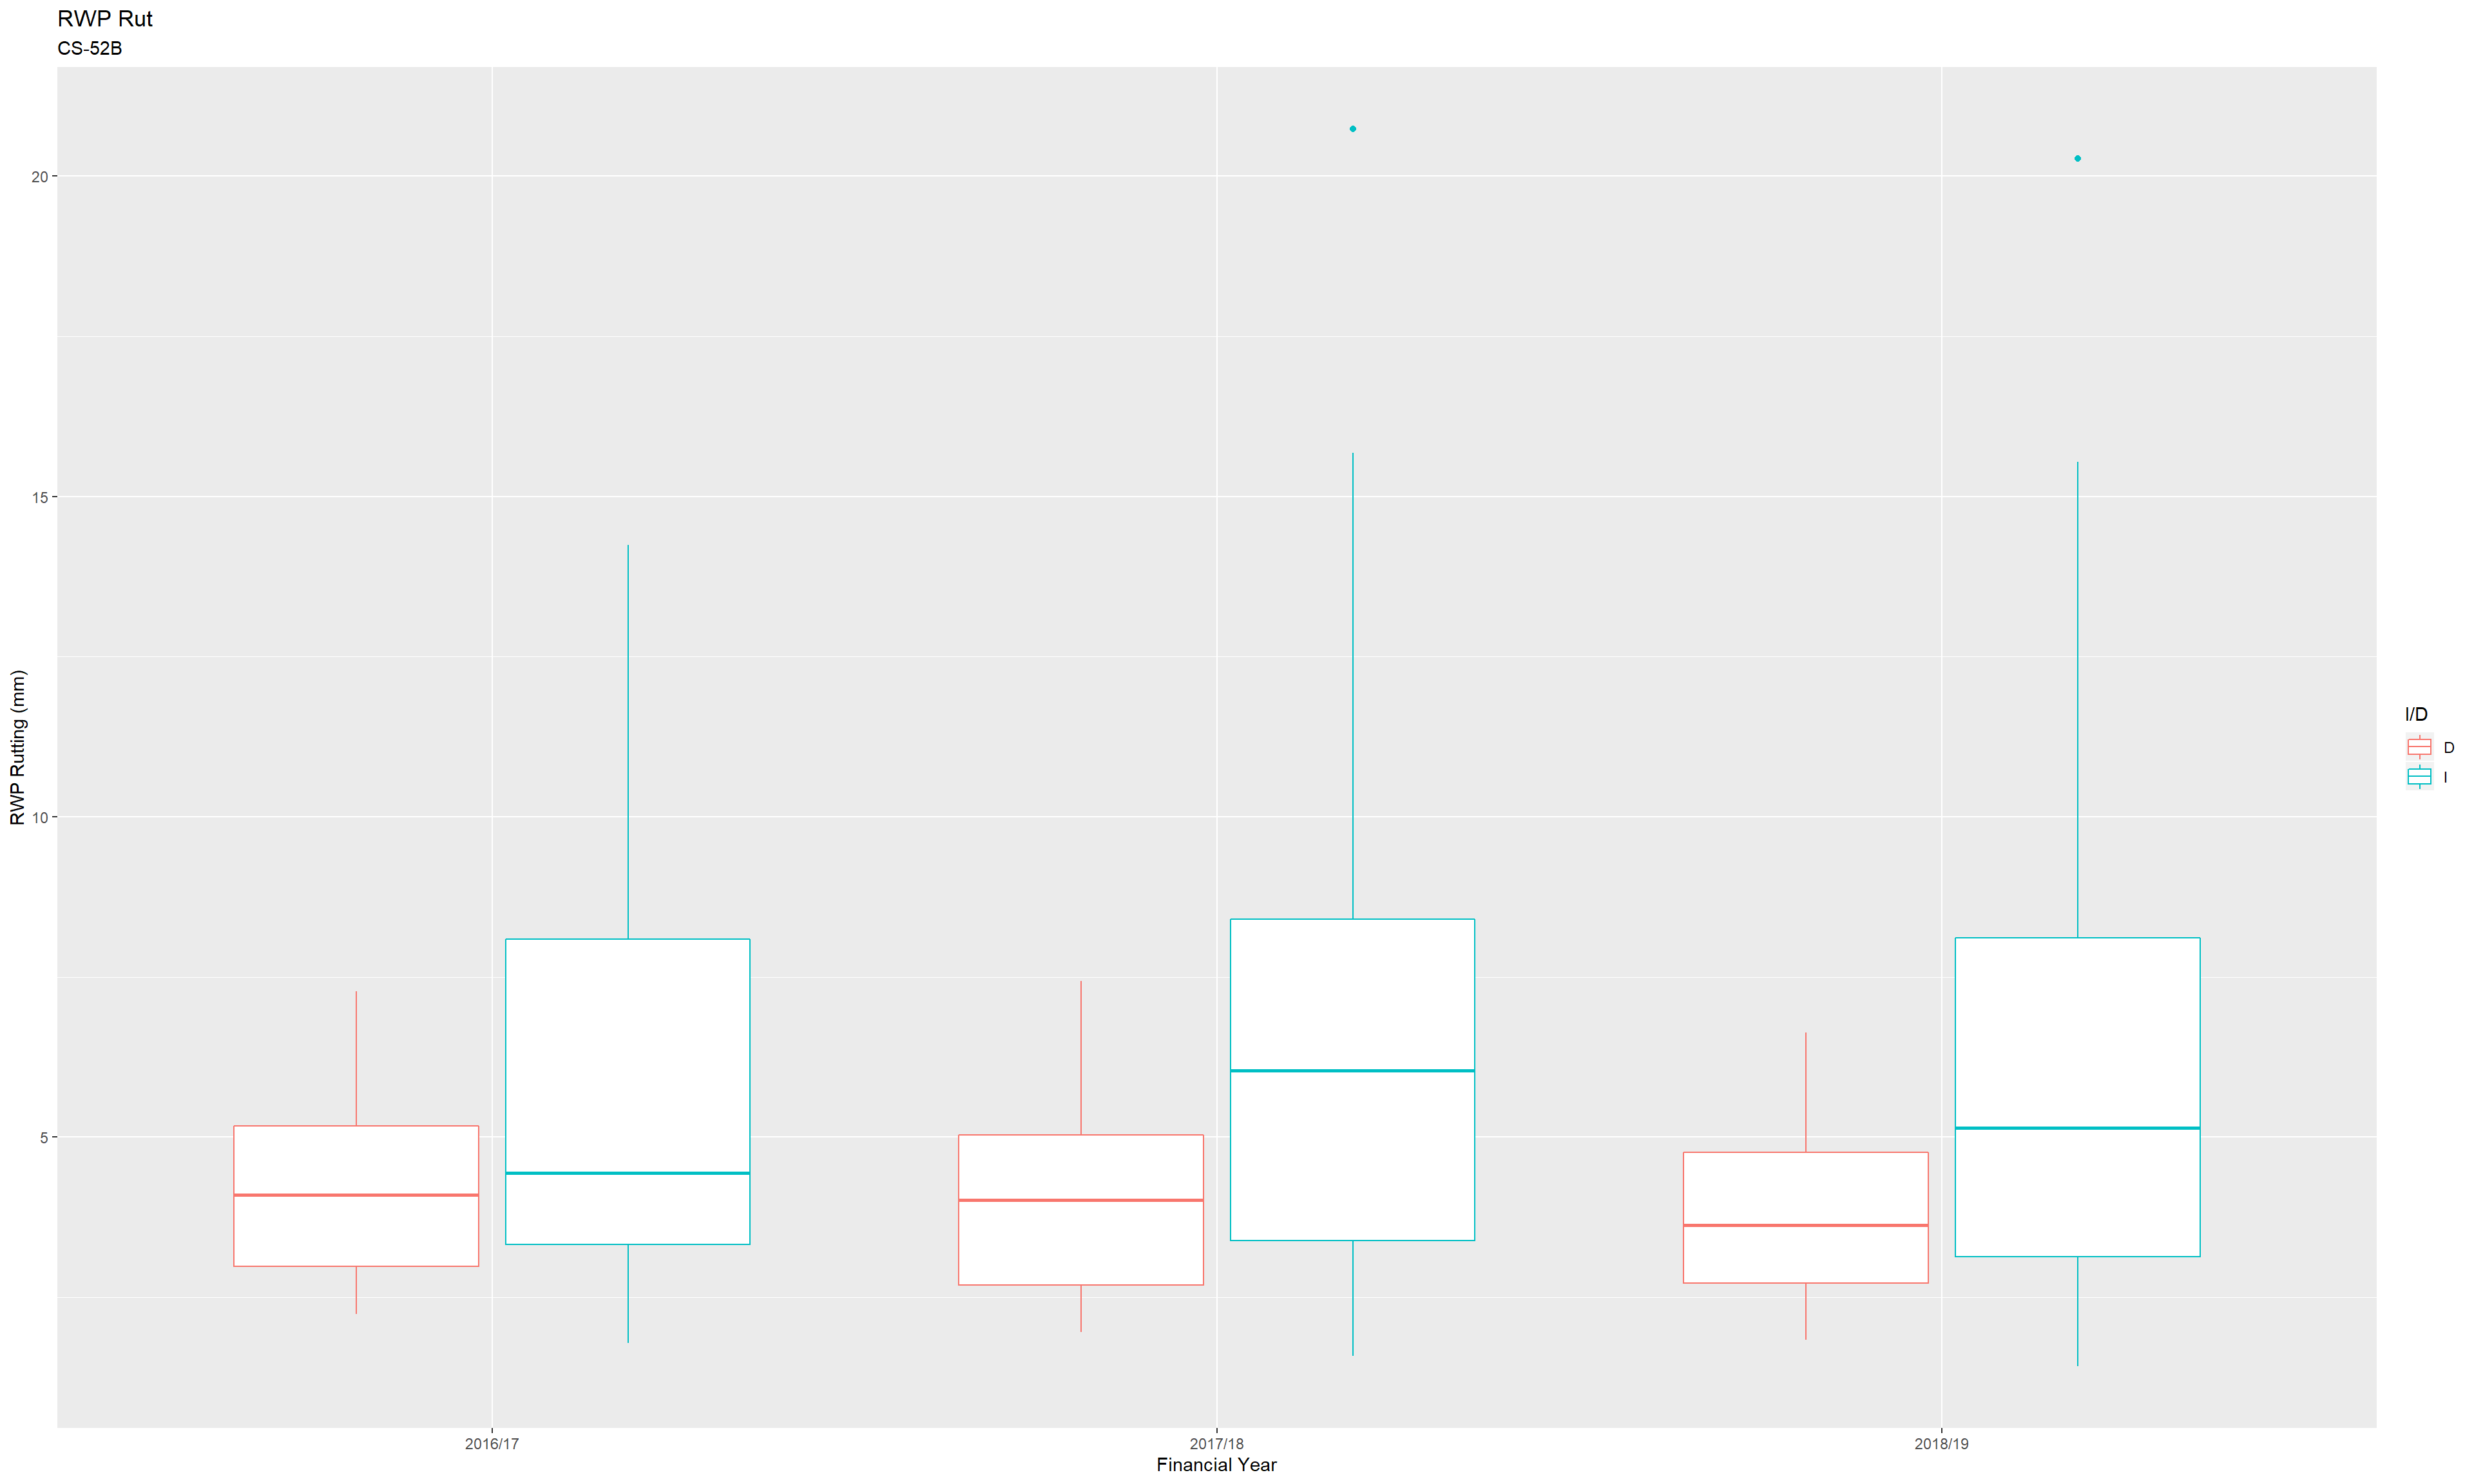 RWP Rut
CS-52B
RWP Rutting (mm)
20
15
10
5
2016/17
2017/18
2018/19
Financial Year
I/D
D
I